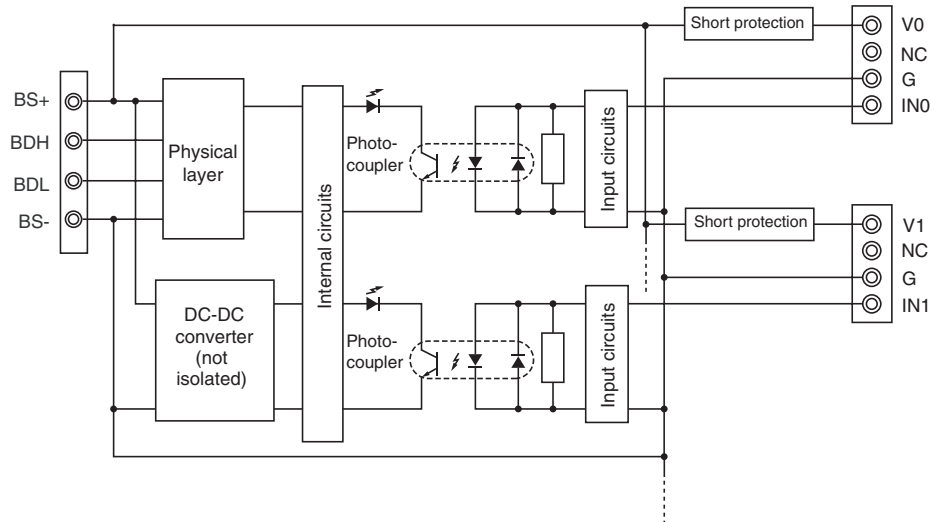 Short protection
V0
NC
G
IN0
BS+
BDH
BDL
BS-
Physical
layer
Internal circuits
Photo-
coupler
Input circuits
Short protection
V1
NC
G
IN1
DC-DC
converter
(not
isolated)
Photo-
coupler
Input circuits